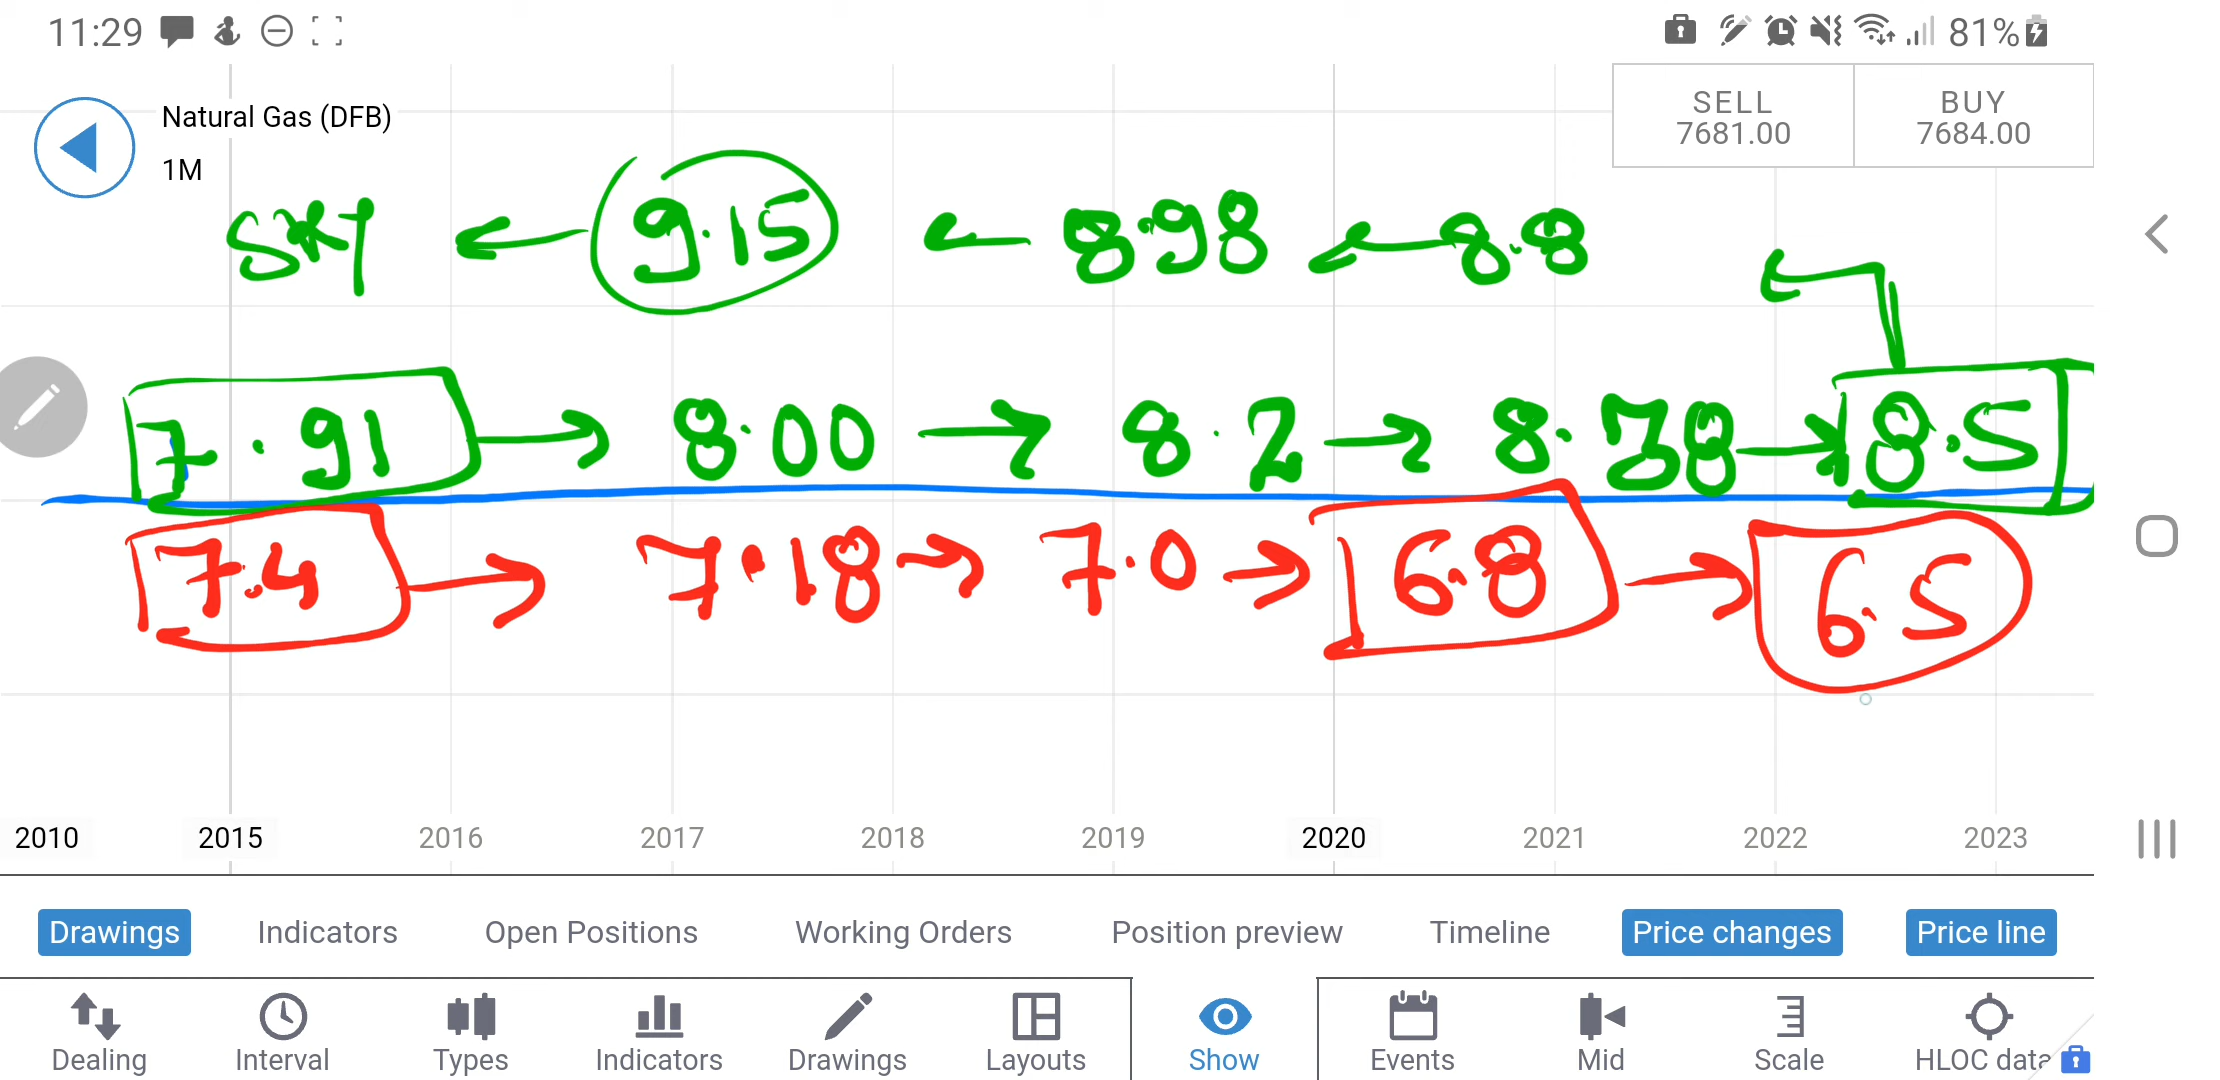 11:29 81%
Natural Gas (DFB)
1M
SELL BUY
7681.00 7684.00
SKY ← 9.15 ← 8.98 ← 8.8
7.91 → 8.00 → 8.2 → 8.38 → 8.5
7.4 → 7.18 → 7.0 → 6.8 → 6.5
2010 2015 2016 2017 2018 2019 2020 2021 2022 2023
Drawings Indicators Open Positions Working Orders Position preview Timeline Price changes Price line
Dealing Interval Types Indicators Drawings Layouts Show Events Mid Scale HLOC data